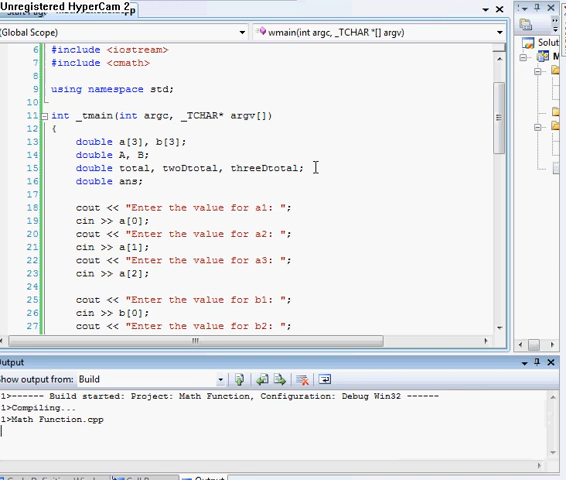 Unregistered HyperCam 2
(Global Scope)
wmain(int argc, _TCHAR *[] argv)
Solut
M
6 #include <iostream>
7 #include <cmath>
8
9 using namespace std;
10
11 int _tmain(int argc, _TCHAR* argv[])
12 {
13 double a[3], b[3];
14 double A, B;
15 double total, twoDtotal, threeDtotal;
16 double ans;
17
18 cout << "Enter the value for a1: ";
19 cin >> a[0];
20 cout << "Enter the value for a2: ";
21 cin >> a[1];
22 cout << "Enter the value for a3: ";
23 cin >> a[2];
24
25 cout << "Enter the value for b1: ";
26 cin >> b[0];
27 cout << "Enter the value for b2: ";
Output
Show output from: Build
1>------ Build started: Project: Math Function, Configuration: Debug Win32 ------
1>Compiling...
1>Math Function.cpp
Output